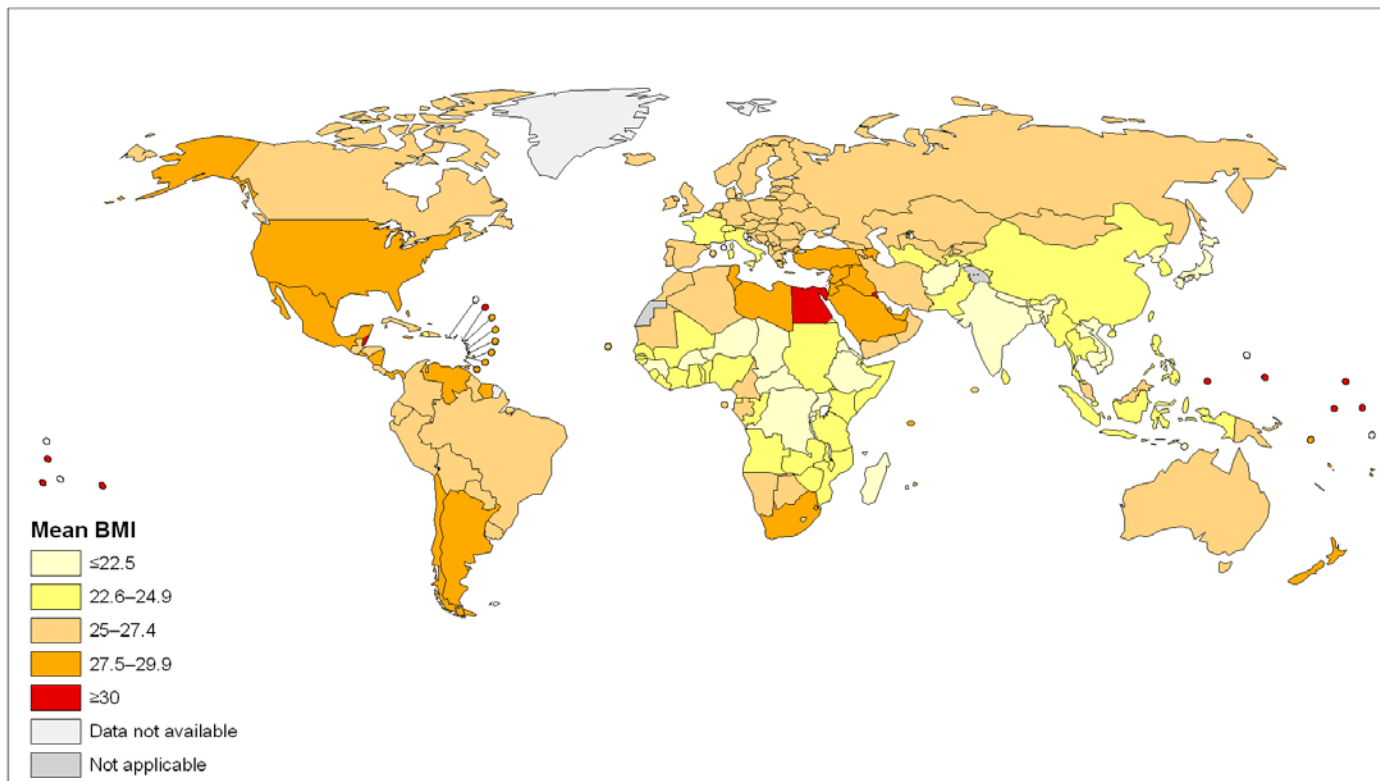 Mean BMI
≤22.5
22.6–24.9
25–27.4
27.5–29.9
≥30
Data not available
Not applicable